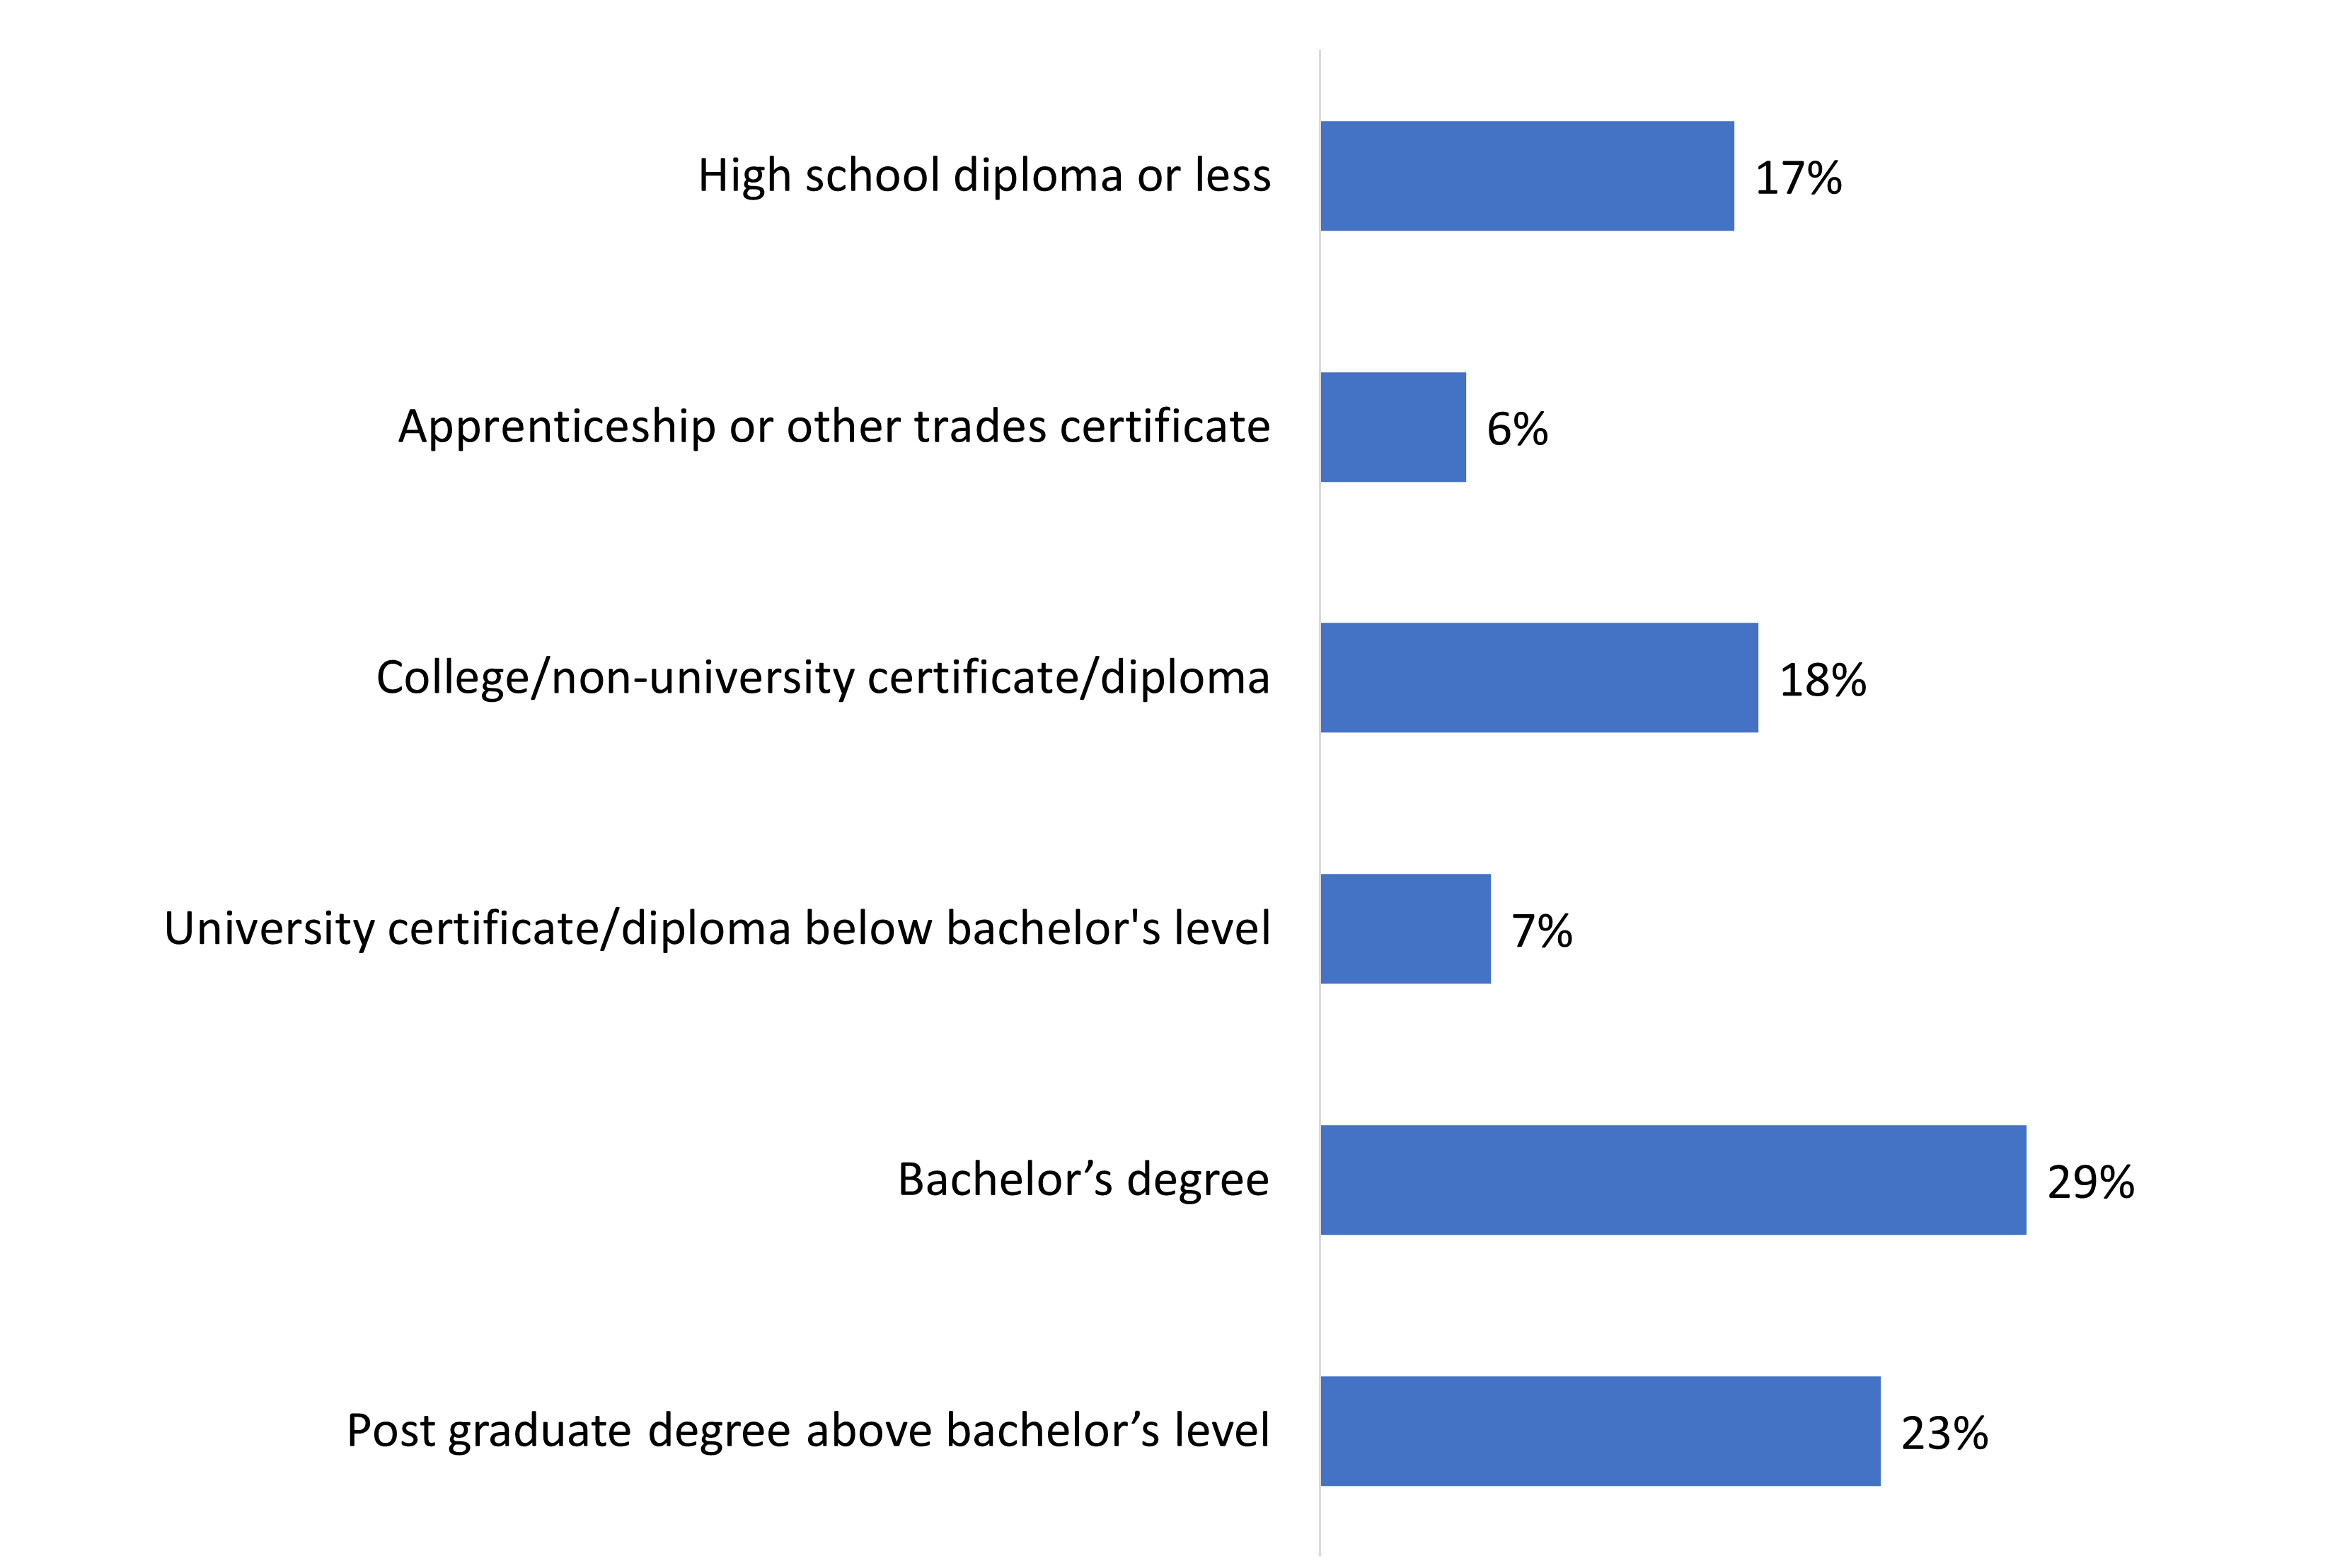 High school diploma or less 17%
Apprenticeship or other trades certificate 6%
College/non-university certificate/diploma 18%
University certificate/diploma below bachelor's level 7%
Bachelor’s degree 29%
Post graduate degree above bachelor’s level 23%